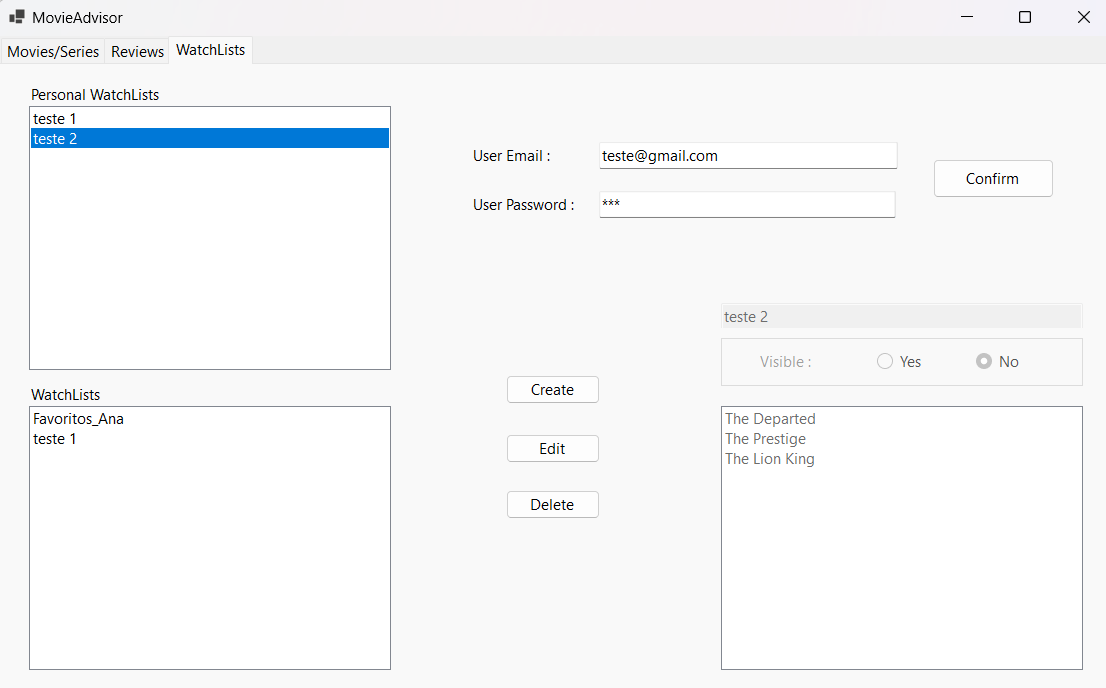 MovieAdvisor
Movies/Series Reviews WatchLists
Personal WatchLists
teste 1
teste 2
User Email : teste@gmail.com
User Password : ***
Confirm
WatchLists
Favoritos_Ana
teste 1
Create
Edit
Delete
teste 2
Visible : Yes No
The Departed
The Prestige
The Lion King